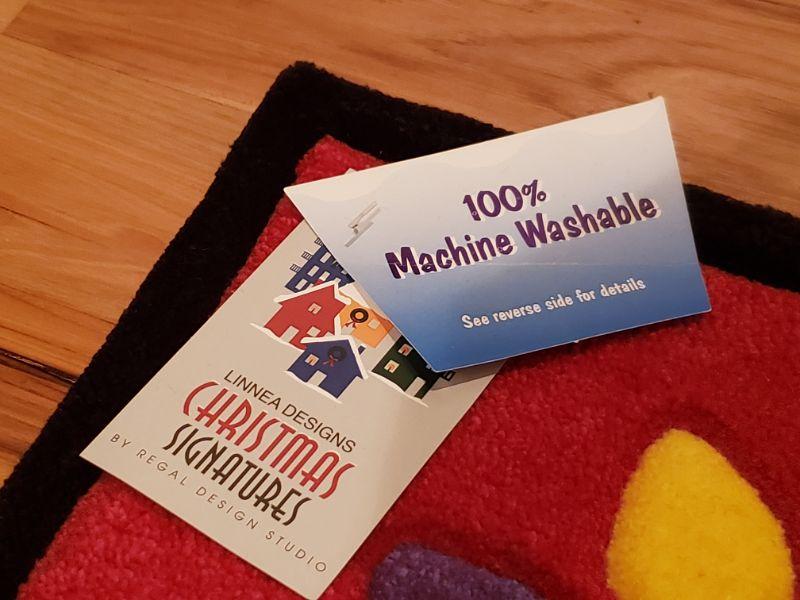 100%
Machine Washable
See reverse side for details
LINNEA DESIGNS
CHRISTMAS
SIGNATURES
BY REGAL DESIGN STUDIO